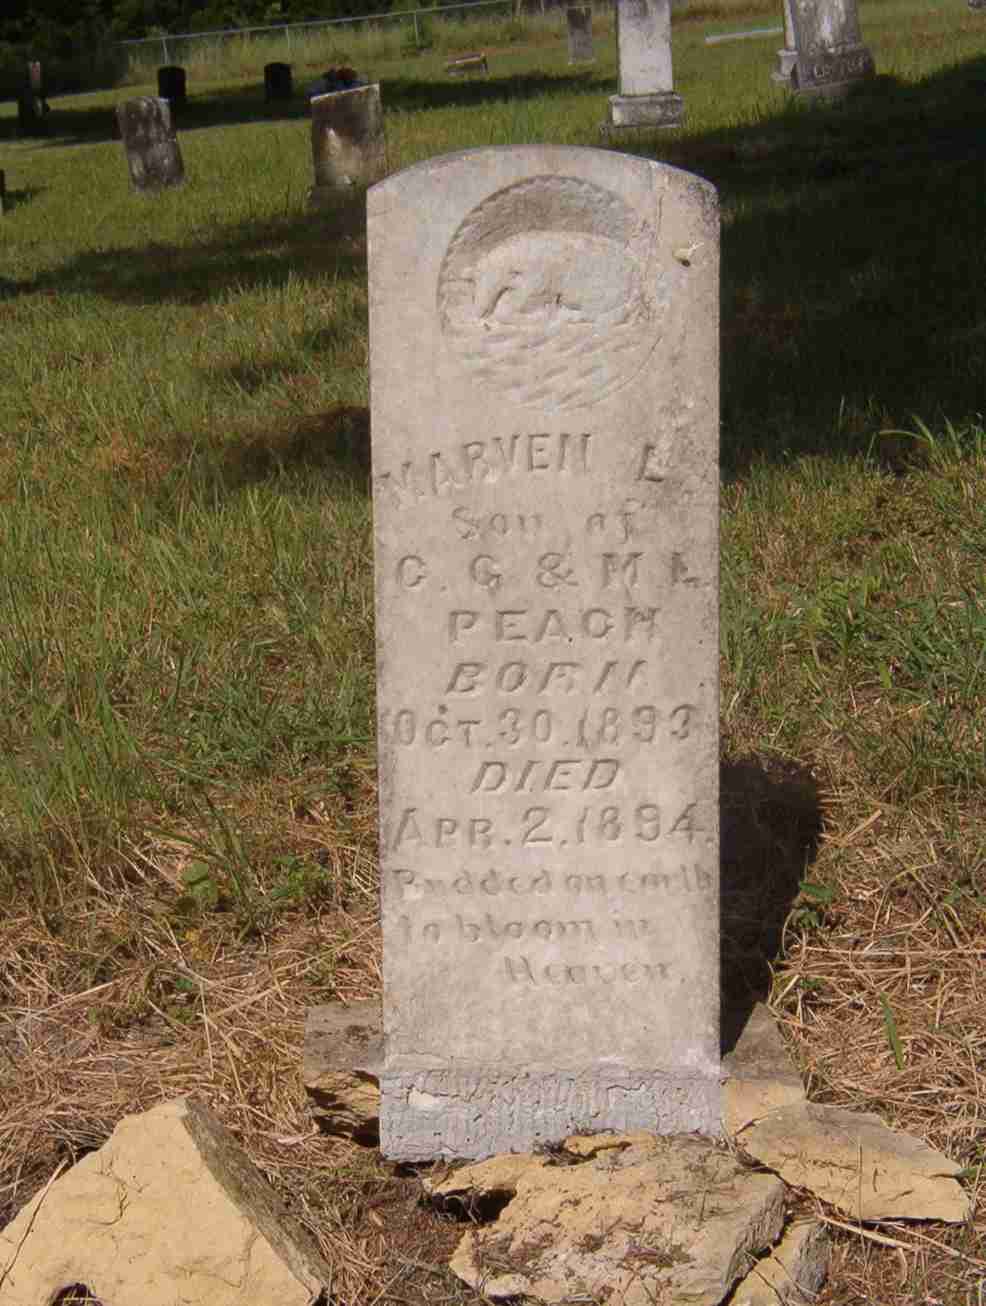 MARVEN L.
Son of
C. G & M L
PEACH
BORN
OCT. 30. 1893
DIED
APR. 2. 1894.
Budded on earth
to bloom in
Heaven.